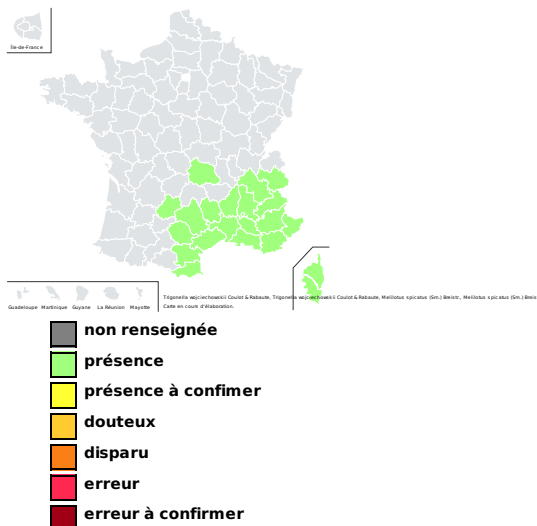 Île-de-France
Guadeloupe Martinique Guyane La Réunion Mayotte
Trigonella wojciechowskii Coulot & Rabaute, Trigonella wojciechowskii Coulot & Rabaute, Melilotus spicatus (Sm.) Breistr., Melilotus spicatus (Sm.) Breis
Carte en cours d'élaboration.
non renseignée
présence
présence à confimer
douteux
disparu
erreur
erreur à confirmer